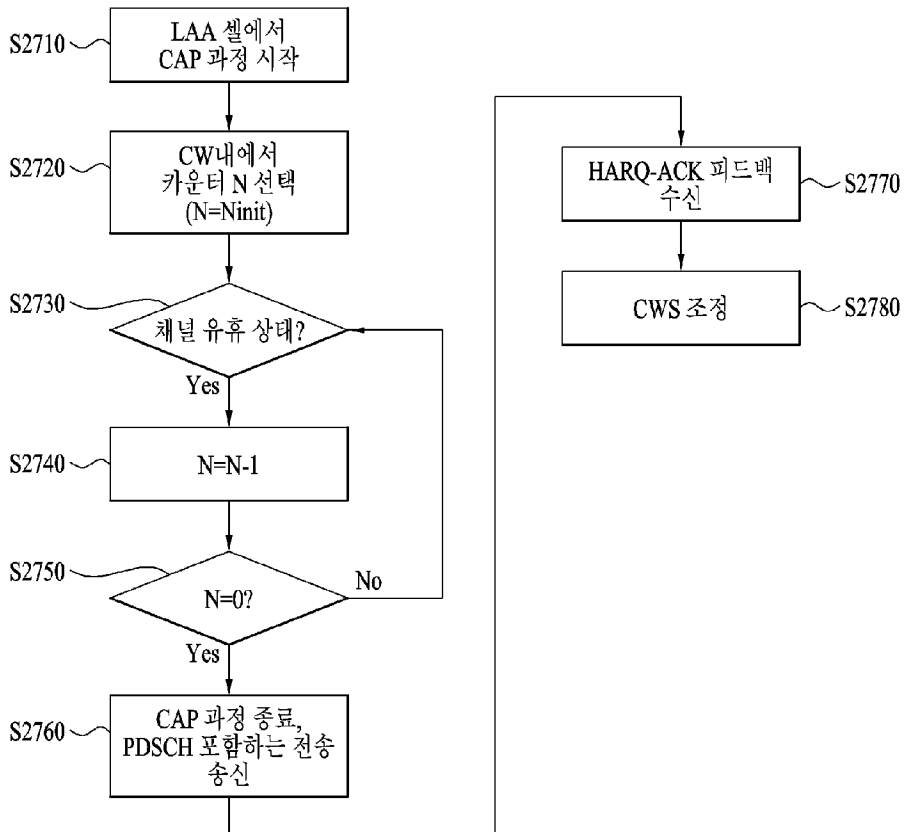 S2710
LAA 셀에서
CAP 과정 시작
S2720
CW내에서
카운터 N 선택
(N=Ninit)
S2730
채널 유휴 상태?
Yes
S2740
N=N-1
S2750
N=0?
No
Yes
S2760
CAP 과정 종료,
PDSCH 포함하는 전송
송신
HARQ-ACK 피드백
수신
S2770
CWS 조정
S2780